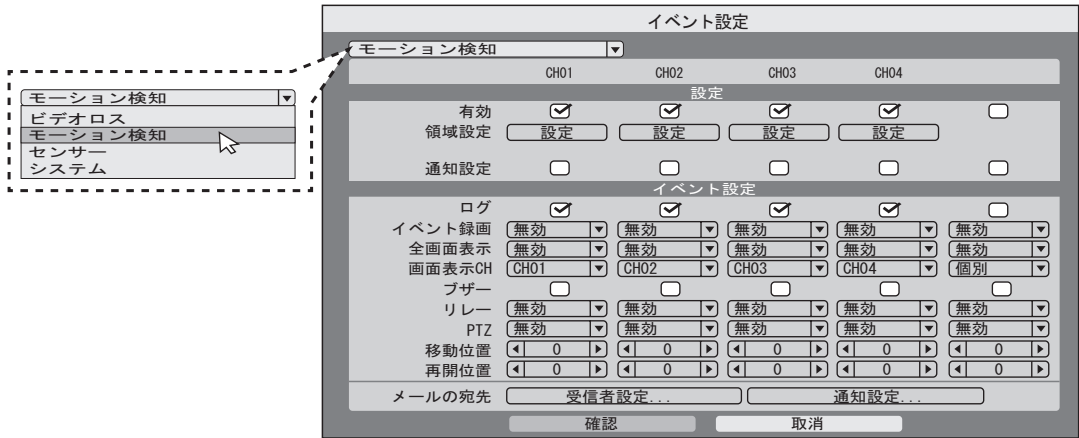 イベント設定
モーション検知
CH01 CH02 CH03 CH04
設定
有効
領域設定 設定 設定 設定 設定
通知設定
イベント設定
ログ
イベント録画 無効 無効 無効 無効 無効
全画面表示 無効 無効 無効 無効 無効
画面表示CH CH01 CH02 CH03 CH04 個別
ブザー
リレー 無効 無効 無効 無効 無効
PTZ 無効 無効 無効 無効 無効
移動位置 0 0 0 0 0
再開位置 0 0 0 0 0
メールの宛先 受信者設定... 通知設定...
確認 取消
モーション検知
ビデオロス
モーション検知
センサー
システム